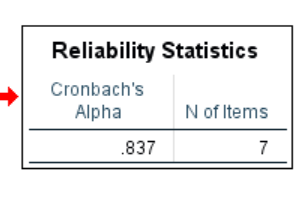 Reliability Statistics
Cronbach's
Alpha
N of Items
.837
7